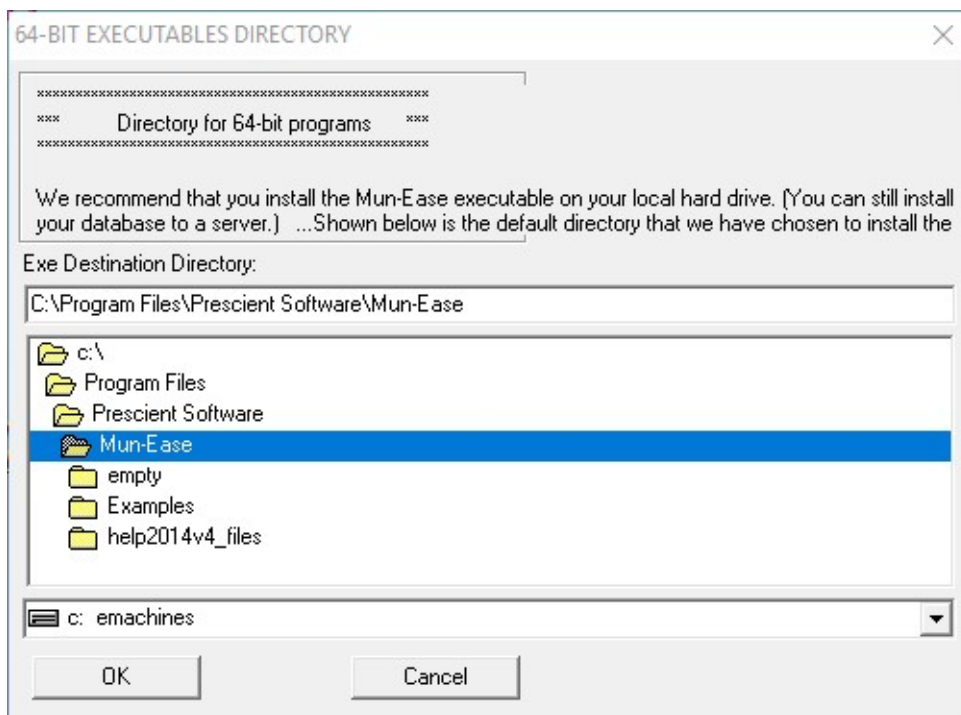 64-BIT EXECUTABLES DIRECTORY
***************************************************
*** Directory for 64-bit programs ***
***************************************************
We recommend that you install the Mun-Ease executable on your local hard drive. (You can still install
your database to a server.) ...Shown below is the default directory that we have chosen to install the
Exe Destination Directory:
C:\Program Files\Prescient Software\Mun-Ease
c:\
Program Files
Prescient Software
Mun-Ease
empty
Examples
help2014v4_files
c: emachines
OK Cancel